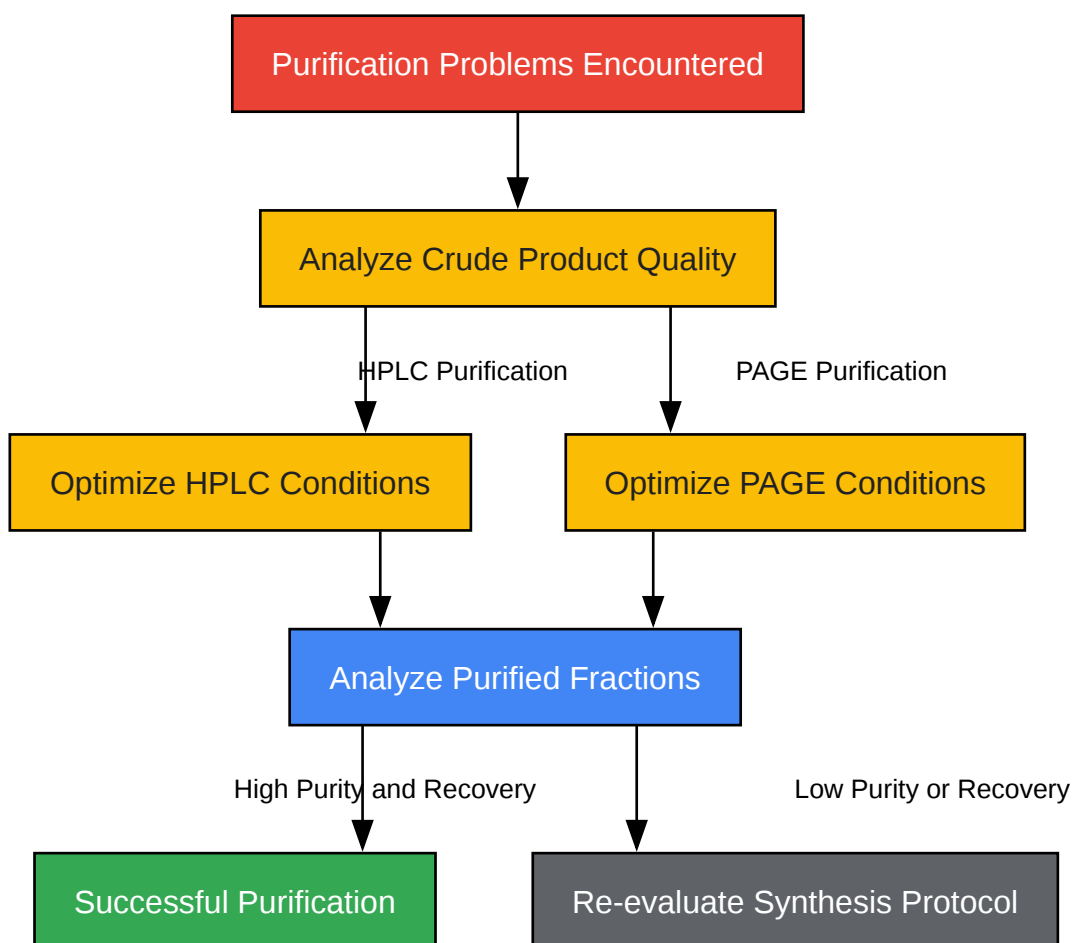 Purification Problems Encountered
Analyze Crude Product Quality
HPLC Purification
PAGE Purification
Optimize HPLC Conditions
Optimize PAGE Conditions
Analyze Purified Fractions
High Purity and Recovery
Low Purity or Recovery
Successful Purification
Re-evaluate Synthesis Protocol